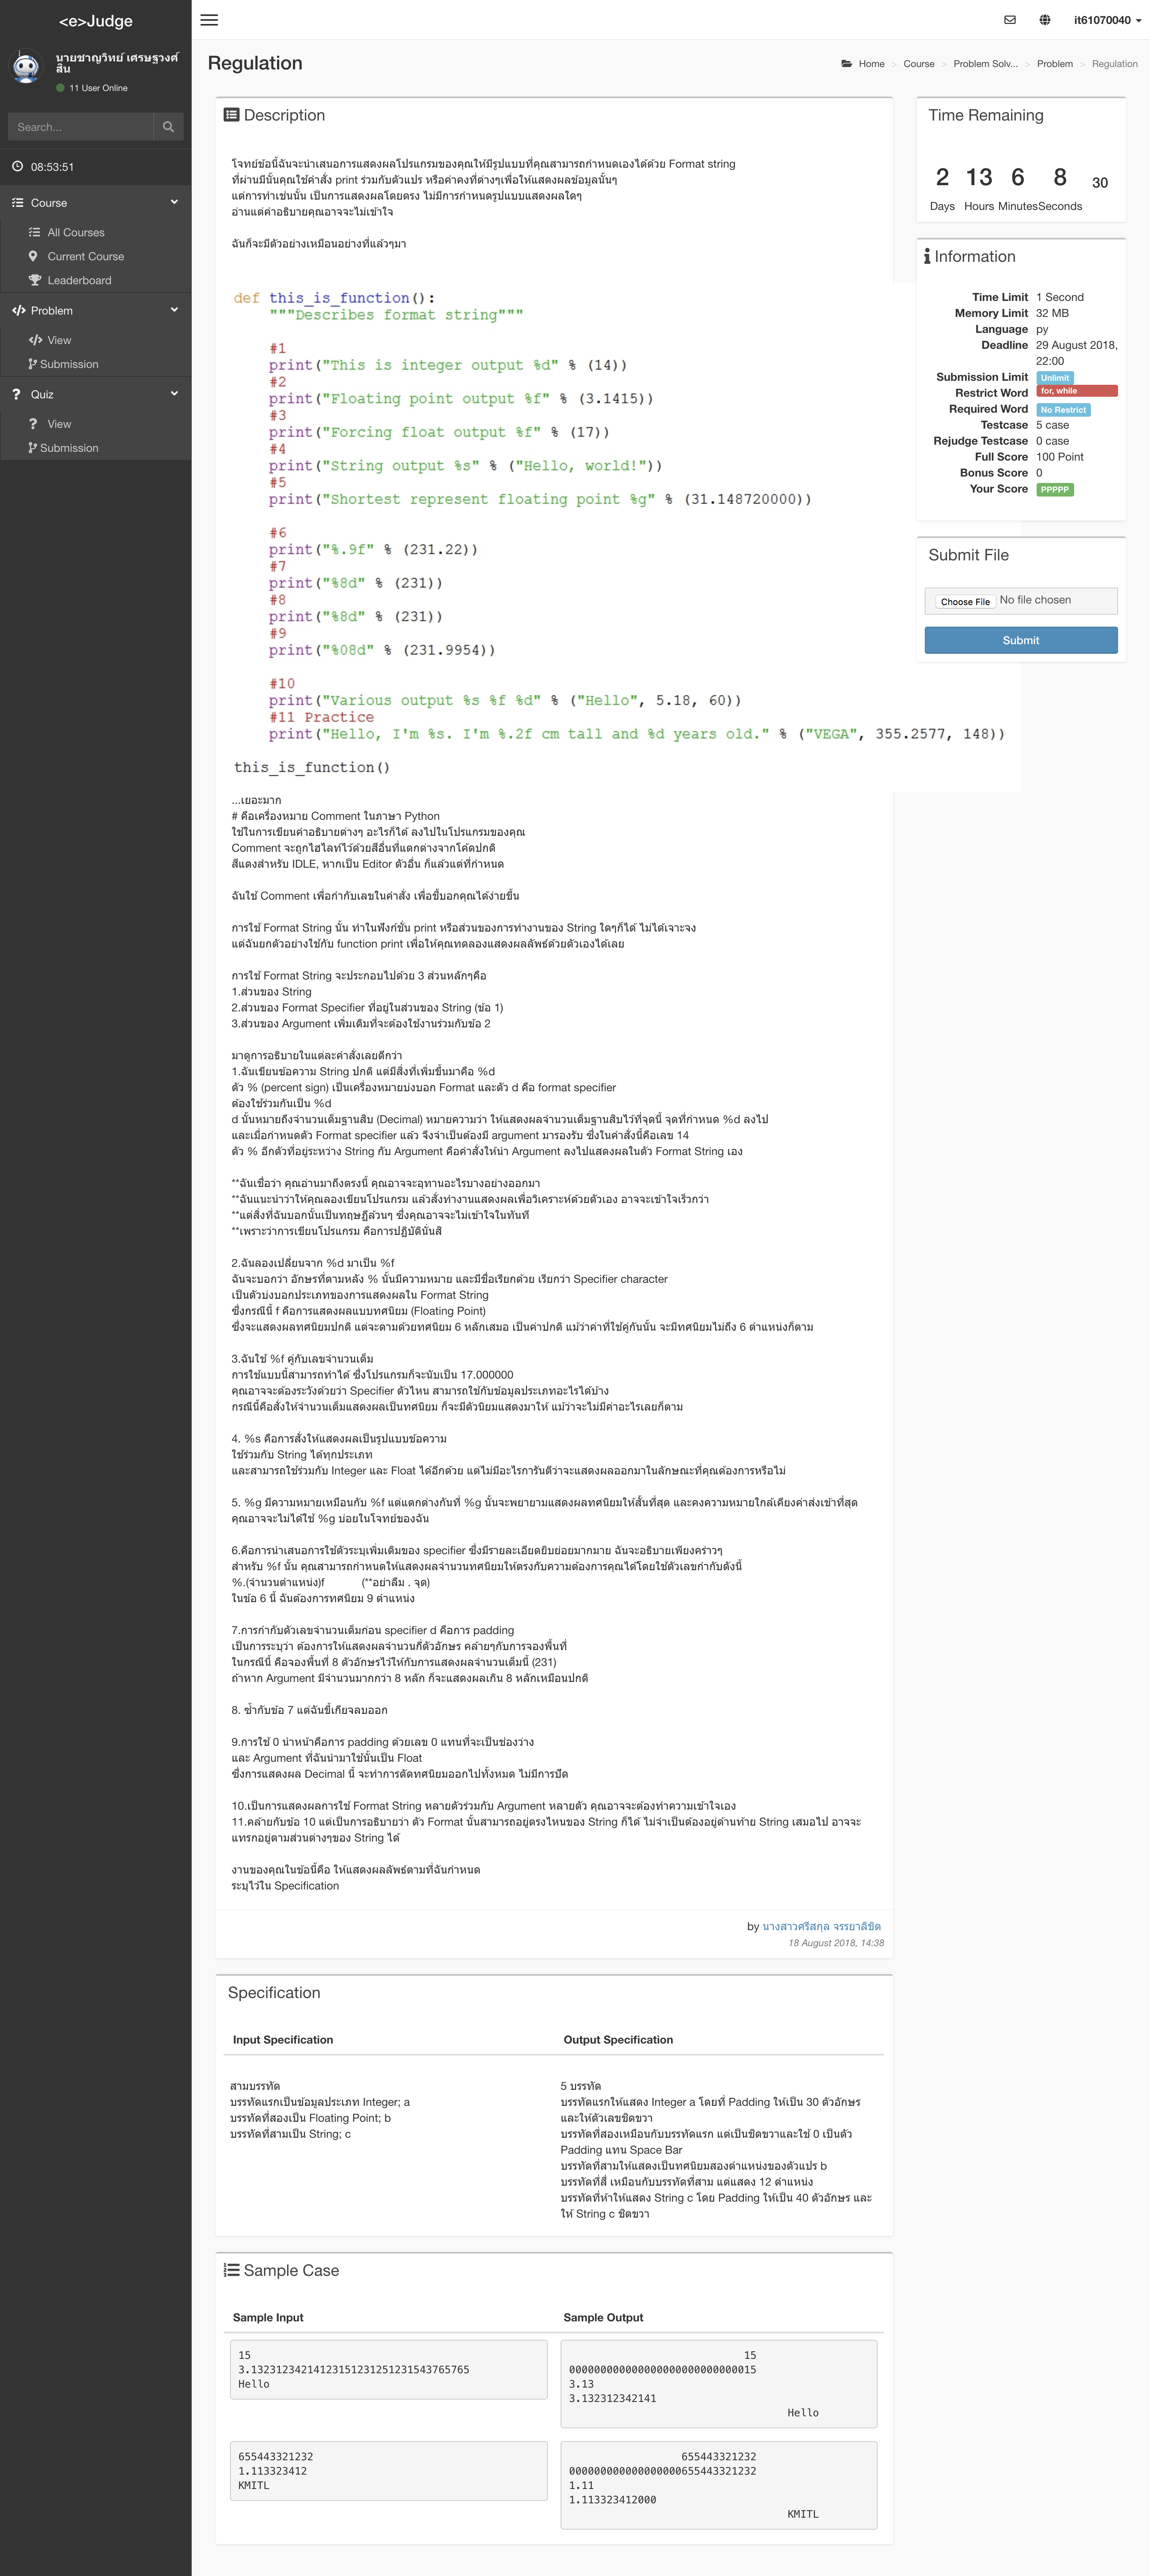 <e>Judge
it61070040
นายชาญวิทย์ เศรษฐวงศ์
สิน
11 User Online
Search...
08:53:51
Course
All Courses
Current Course
Leaderboard
Problem
View
Submission
Quiz
View
Submission
Regulation
Home > Course > Problem Solv... > Problem > Regulation
Description
โจทย์ข้อนี้ฉันจะนำเสนอการแสดงผลโปรแกรมของคุณให้มีรูปแบบที่คุณสามารถกำหนดเองได้ด้วย Format string
ที่ผ่านมีนั้นคุณใช้คำสั่ง print ร่วมกับตัวแปร หรือค่าคงที่ต่างๆเพื่อให้แสดงผลข้อมูลนั้นๆ
แต่การทำเช่นนั้น เป็นการแสดงผลโดยตรง ไม่มีการกำหนดรูปแบบแสดงผลใดๆ
อ่านแต่คำอธิบายคุณอาจจะไม่เข้าใจ
ฉันก็จะมีตัวอย่างเหมือนอย่างที่แล้วๆมา
def this_is_function():
"""Describes format string"""
#1
print("This is integer output %d" % (14))
#2
print("Floating point output %f" % (3.1415))
#3
print("Forcing float output %f" % (17))
#4
print("String output %s" % ("Hello, world!"))
#5
print("Shortest represent floating point %g" % (31.148720000))
#6
print("%.9f" % (231.22))
#7
print("%8d" % (231))
#8
print("%8d" % (231))
#9
print("%08d" % (231.9954))
#10
print("Various output %s %f %d" % ("Hello", 5.18, 60))
#11 Practice
print("Hello, I'm %s. I'm %.2f cm tall and %d years old." % ("VEGA", 355.2577, 148))
this_is_function()
...เยอะมาก
# คือเครื่องหมาย Comment ในภาษา Python
ใช้ในการเขียนคำอธิบายต่างๆ อะไรก็ได้ ลงไปในโปรแกรมของคุณ
Comment จะถูกไฮไลท์ไว้ด้วยสีอื่นที่แตกต่างจากโค้ดปกติ
สีแดงสำหรับ IDLE, หากเป็น Editor ตัวอื่น ก็แล้วแต่ที่กำหนด
ฉันใช้ Comment เพื่อกำกับเลขในคำสั่ง เพื่อชี้บอกคุณได้ง่ายขึ้น
การใช้ Format String นั้น ทำในฟังก์ชั่น print หรือส่วนของการทำงานของ String ใดๆก็ได้ ไม่ได้เจาะจง
แต่ฉันยกตัวอย่างใช้กับ function print เพื่อให้คุณทดลองแสดงผลลัพธ์ด้วยตัวเองได้เลย
การใช้ Format String จะประกอบไปด้วย 3 ส่วนหลักๆคือ
1.ส่วนของ String
2.ส่วนของ Format Specifier ที่อยู่ในส่วนของ String (ข้อ 1)
3.ส่วนของ Argument เพิ่มเติมที่จะต้องใช้งานร่วมกับข้อ 2
มาดูการอธิบายในแต่ละคำสั่งเลยดีกว่า
1.ฉันเขียนข้อความ String ปกติ แต่มีสิ่งที่เพิ่มขึ้นมาคือ %d
ตัว % (percent sign) เป็นเครื่องหมายบ่งบอก Format และตัว d คือ format specifier
ต้องใช้ร่วมกันเป็น %d
d นั้นหมายถึงจำนวนเต็มฐานสิบ (Decimal) หมายความว่า ให้แสดงผลจำนวนเต็มฐานสิบไว้ที่จุดนี้ จุดที่กำหนด %d ลงไป
และเมื่อกำหนดตัว Format specifier แล้ว จึงจำเป็นต้องมี argument มารองรับ ซึ่งในคำสั่งนี้คือเลข 14
ตัว % อีกตัวที่อยู่ระหว่าง String กับ Argument คือคำสั่งให้นำ Argument ลงไปแสดงผลในตัว Format String เอง
**ฉันเชื่อว่า คุณอ่านมาถึงตรงนี้ คุณอาจจะอุทานอะไรบางอย่างออกมา
**ฉันแนะนำว่าให้คุณลองเขียนโปรแกรม แล้วสั่งทำงานแสดงผลเพื่อวิเคราะห์ด้วยตัวเอง อาจจะเข้าใจเร็วกว่า
**แต่สิ่งที่ฉันบอกนั้นเป็นทฤษฎีล้วนๆ ซึ่งคุณอาจจะไม่เข้าใจในทันที
**เพราะว่าการเขียนโปรแกรม คือการปฏิบัตินั่นสิ
2.ฉันลองเปลี่ยนจาก %d มาเป็น %f
ฉันจะบอกว่า อักษรที่ตามหลัง % นั้นมีความหมาย และมีชื่อเรียกด้วย เรียกว่า Specifier character
เป็นตัวบ่งบอกประเภทของการแสดงผลใน Format String
ซึ่งกรณีนี้ f คือการแสดงผลแบบทศนิยม (Floating Point)
ซึ่งจะแสดงผลทศนิยมปกติ แต่จะตามด้วยทศนิยม 6 หลักเสมอ เป็นค่าปกติ แม้ว่าค่าที่ใช้คู่กันนั้น จะมีทศนิยมไม่ถึง 6 ตำแหน่งก็ตาม
3.ฉันใช้ %f คู่กับเลขจำนวนเต็ม
การใช้แบบนี้สามารถทำได้ ซึ่งโปรแกรมก็จะนับเป็น 17.000000
คุณอาจจะต้องระวังด้วยว่า Specifier ตัวไหน สามารถใช้กับข้อมูลประเภทอะไรได้บ้าง
กรณีนี้คือสั่งให้จำนวนเต็มแสดงผลเป็นทศนิยม ก็จะมีตัวนิยมแสดงมาให้ แม้ว่าจะไม่มีค่าอะไรเลยก็ตาม
4. %s คือการสั่งให้แสดงผลเป็นรูปแบบข้อความ
ใช้ร่วมกับ String ได้ทุกประเภท
และสามารถใช้ร่วมกับ Integer และ Float ได้อีกด้วย แต่ไม่มีอะไรการันตีว่าจะแสดงผลออกมาในลักษณะที่คุณต้องการหรือไม่
5. %g มีความหมายเหมือนกับ %f แต่แตกต่างกันที่ %g นั้นจะพยายามแสดงผลทศนิยมให้สั้นที่สุด และคงความหมายใกล้เคียงค่าส่งเข้าที่สุด
คุณอาจจะไม่ได้ใช้ %g บ่อยในโจทย์ของฉัน
6.คือการนำเสนอการใช้ตัวระบุเพิ่มเติมของ specifier ซึ่งมีรายละเอียดยิบย่อยมากมาย ฉันจะอธิบายเพียงคร่าวๆ
สำหรับ %f นั้น คุณสามารถกำหนดให้แสดงผลจำนวนทศนิยมให้ตรงกับความต้องการคุณได้โดยใช้ตัวเลขกำกับดังนี้
%.(จำนวนตำแหน่ง)f (**อย่าลืม . จุด)
ในข้อ 6 นี้ ฉันต้องการทศนิยม 9 ตำแหน่ง
7.การกำกับตัวเลขจำนวนเต็มก่อน specifier d คือการ padding
เป็นการระบุว่า ต้องการให้แสดงผลจำนวนกี่ตัวอักษร คล้ายๆกับการจองพื้นที่
ในกรณีนี้ คือจองพื้นที่ 8 ตัวอักษรไว้ให้กับการแสดงผลจำนวนเต็มนี้ (231)
ถ้าหาก Argument มีจำนวนมากกว่า 8 หลัก ก็จะแสดงผลเกิน 8 หลักเหมือนปกติ
8. ซ้ำกับข้อ 7 แต่ฉันขี้เกียจลบออก
9.การใช้ 0 นำหน้าคือการ padding ด้วยเลข 0 แทนที่จะเป็นช่องว่าง
และ Argument ที่ฉันนำมาใช้นั้นเป็น Float
ซึ่งการแสดงผล Decimal นี้ จะทำการตัดทศนิยมออกไปทั้งหมด ไม่มีการปัด
10.เป็นการแสดงผลการใช้ Format String หลายตัวร่วมกับ Argument หลายตัว คุณอาจจะต้องทำความเข้าใจเอง
11.คล้ายกับข้อ 10 แต่เป็นการอธิบายว่า ตัว Format นั้นสามารถอยู่ตรงไหนของ String ก็ได้ ไม่จำเป็นต้องอยู่ด้านท้าย String เสมอไป อาจจะ
แทรกอยู่ตามส่วนต่างๆของ String ได้
งานของคุณในข้อนี้คือ ให้แสดงผลลัพธ์ตามที่ฉันกำหนด
ระบุไว้ใน Specification
by นางสาวศรีสกุล จรรยาลิขิต
18 August 2018, 14:38
Time Remaining
2 13 6 8 30
Days Hours Minutes Seconds
Information
Time Limit 1 Second
Memory Limit 32 MB
Language py
Deadline 29 August 2018,
22:00
Submission Limit Unlimit
Restrict Word for, while
Required Word No Restrict
Testcase 5 case
Rejudge Testcase 0 case
Full Score 100 Point
Bonus Score 0
Your Score PPPPP
Submit File
Choose File No file chosen
Submit
Specification
Input Specification
สามบรรทัด
บรรทัดแรกเป็นข้อมูลประเภท Integer; a
บรรทัดที่สองเป็น Floating Point; b
บรรทัดที่สามเป็น String; c
Output Specification
5 บรรทัด
บรรทัดแรกให้แสดง Integer a โดยที่ Padding ให้เป็น 30 ตัวอักษร
และให้ตัวเลขชิดขวา
บรรทัดที่สองเหมือนกับบรรทัดแรก แต่เป็นชิดขวาและใช้ 0 เป็นตัว
Padding แทน Space Bar
บรรทัดที่สามให้แสดงเป็นทศนิยมสองตำแหน่งของตัวแปร b
บรรทัดที่สี่ เหมือนกับบรรทัดที่สาม แต่แสดง 12 ตำแหน่ง
บรรทัดที่ห้าให้แสดง String c โดย Padding ให้เป็น 40 ตัวอักษร และ
ให้ String c ชิดขวา
Sample Case
Sample Input
Sample Output
15
3.1323123421412315123125123154376576​5
Hello
15
000000000000000000000000000015
3.13
3.132312342141
Hello
655443321232
1.113323412
KMITL
655443321232
000000000000000000655443321232
1.11
1.113323412000
KMITL